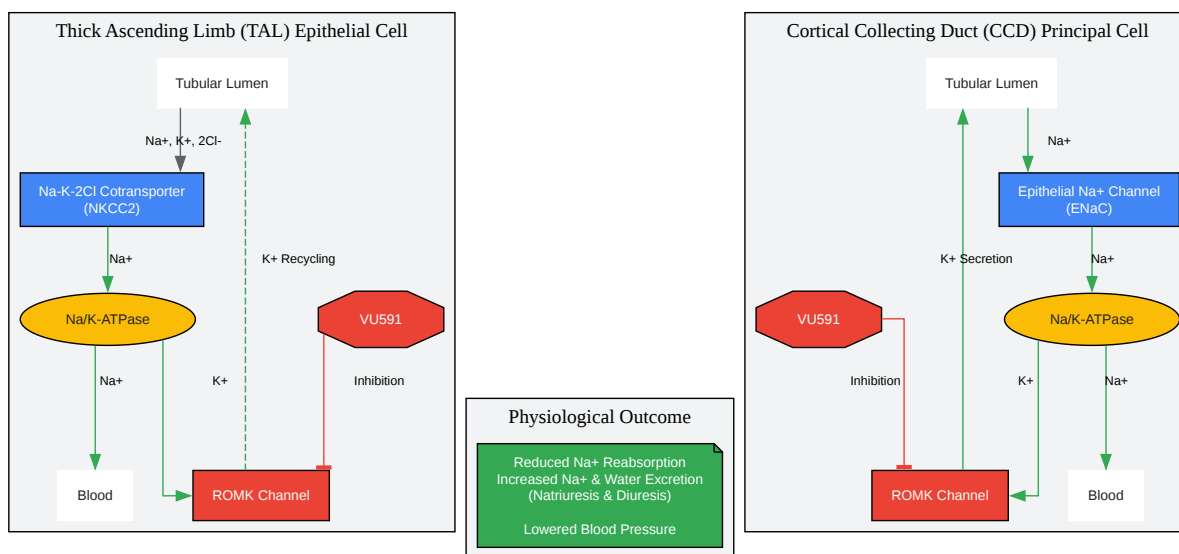 Thick Ascending Limb (TAL) Epithelial Cell
Tubular Lumen
Na+, K+, 2Cl-
Na-K-2Cl Cotransporter
(NKCC2)
Na+
K+ Recycling
Na/K-ATPase
VU591
Na+
K+
Inhibition
Blood
ROMK Channel
Physiological Outcome
Reduced Na+ Reabsorption
Increased Na+ & Water Excretion
(Natriuresis & Diuresis)
Lowered Blood Pressure
Cortical Collecting Duct (CCD) Principal Cell
Tubular Lumen
Na+
Epithelial Na+ Channel
(ENaC)
K+ Secretion
Na+
VU591
Na/K-ATPase
Inhibition
K+
Na+
ROMK Channel
Blood